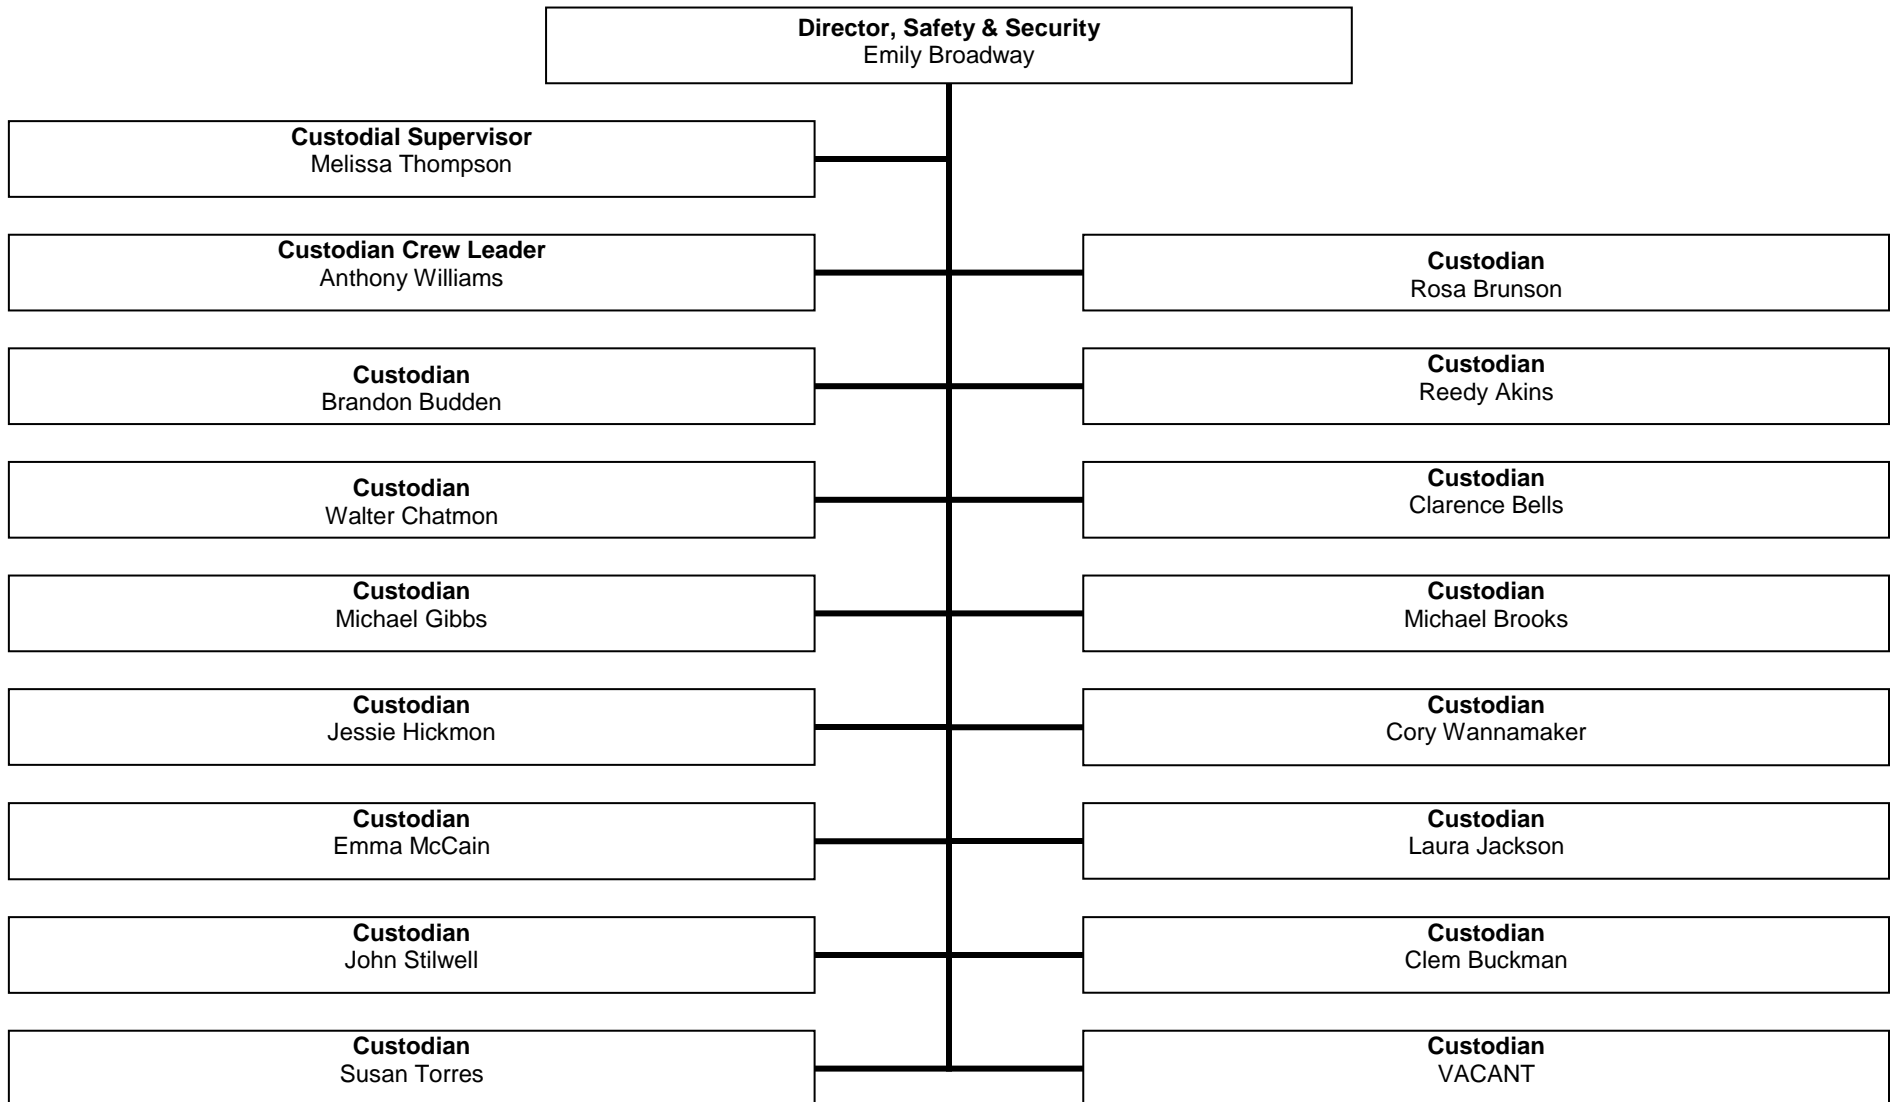 Director, Safety & Security
Emily Broadway
Custodial Supervisor
Melissa Thompson
Custodian Crew Leader
Anthony Williams
Custodian
Rosa Brunson
Custodian
Brandon Budden
Custodian
Reedy Akins
Custodian
Walter Chatmon
Custodian
Clarence Bells
Custodian
Michael Gibbs
Custodian
Michael Brooks
Custodian
Jessie Hickmon
Custodian
Cory Wannamaker
Custodian
Emma McCain
Custodian
Laura Jackson
Custodian
John Stilwell
Custodian
Clem Buckman
Custodian
Susan Torres
Custodian
VACANT